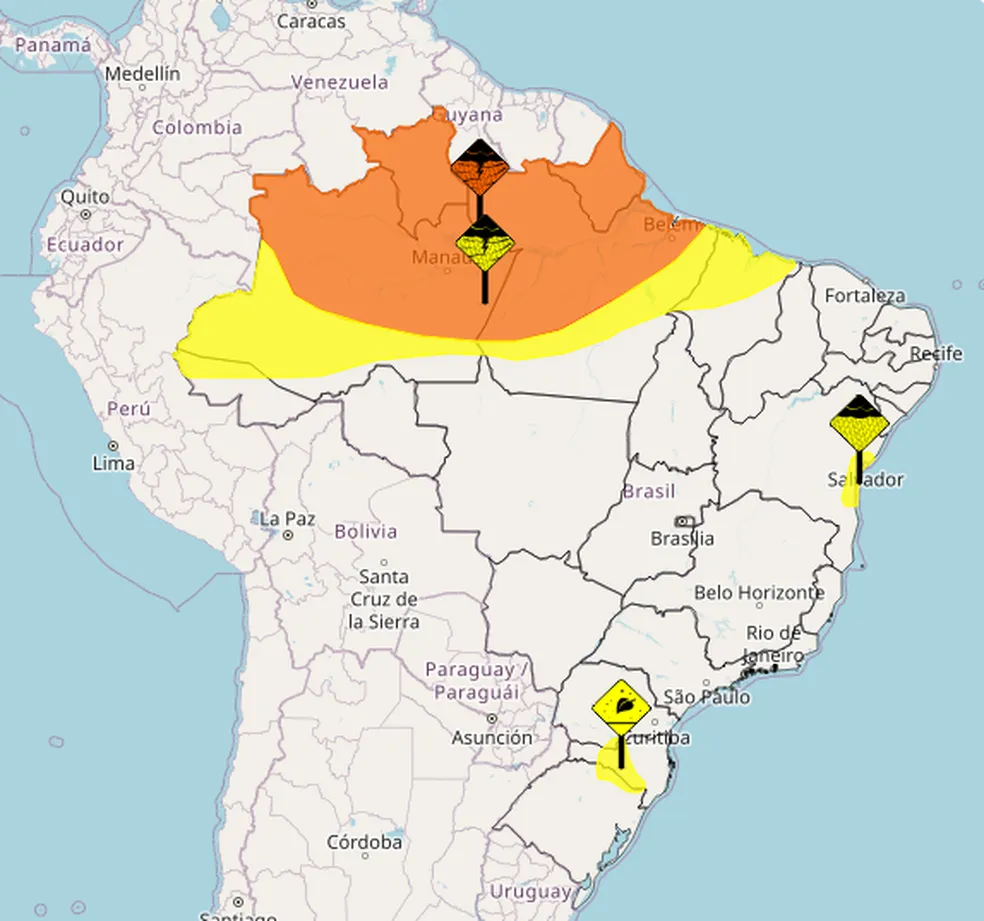 Caracas
Panamá
Medellín
Venezuela
Guyana
Colombia
Quito
Ecuador
Belém
Manau
Fortaleza
Recife
Perú
Lima
Salvador
Brasil
La Paz
Bolivia
Brasília
Santa
Cruz de
la Sierra
Belo Horizonte
Rio de
Janeiro
Paraguay /
Paraguái
São Paulo
Asunción
Curitiba
Córdoba
Uruguay
Santiago